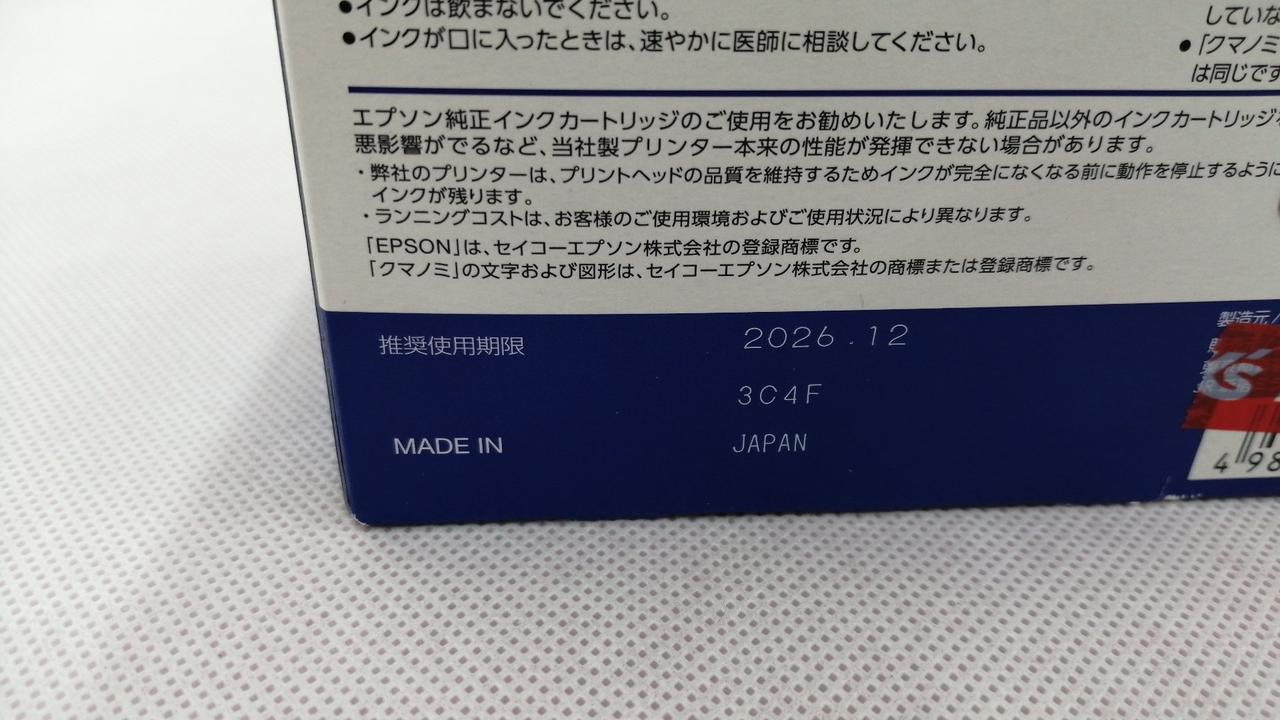 ●インクは飲まないでください。
●インクが口に入ったときは、速やかに医師に相談してください。
していな
●「クマノミ
は同じです
エプソン純正インクカートリッジのご使用をお勧めいたします。純正品以外のインクカートリッジ
悪影響がでるなど、当社製プリンター本来の性能が発揮できない場合があります。
・弊社のプリンターは、プリントヘッドの品質を維持するためインクが完全になくなる前に動作を停止するように
インクが残ります。
・ランニングコストは、お客様のご使用環境およびご使用状況により異なります。
「EPSON」は、セイコーエプソン株式会社の登録商標です。
「クマノミ」の文字および図形は、セイコーエプソン株式会社の商標または登録商標です。
推奨使用期限 2026.12
3C4F
MADE IN JAPAN
製造元/
K'S
498